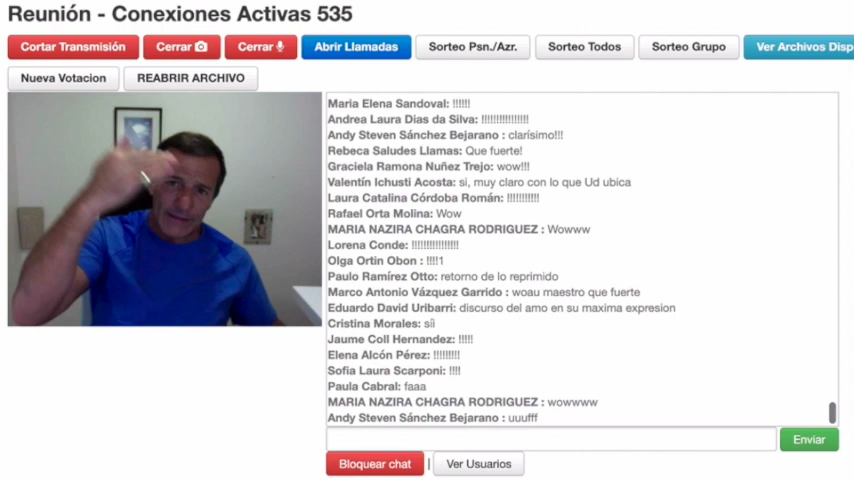 Reunión - Conexiones Activas 535
Cortar Transmisión Cerrar Cerrar Abrir Llamadas Sorteo Psn./Azr. Sorteo Todos Sorteo Grupo Ver Archivos Disp
Nueva Votacion REABRIR ARCHIVO
Maria Elena Sandoval: !!!!!!
Andrea Laura Dias da Silva: !!!!!!!!!!!!!!!!
Andy Steven Sánchez Bejarano : clarísimo!!!
Rebeca Saludes Llamas: Que fuerte!
Graciela Ramona Nuñez Trejo: wow!!!
Valentín Ichusti Acosta: si, muy claro con lo que Ud ubica
Laura Catalina Córdoba Román: !!!!!!!!!!!
Rafael Orta Molina: Wow
MARIA NAZIRA CHAGRA RODRIGUEZ : Wowww
Lorena Conde: !!!!!!!!!!!!!!!!
Olga Ortin Obon : !!!!1
Paulo Ramírez Otto: retorno de lo reprimido
Marco Antonio Vázquez Garrido : woau maestro que fuerte
Eduardo David Uribarri: discurso del amo en su maxima expresion
Cristina Morales: síì
Jaume Coll Hernandez: !!!!!
Elena Alcón Pérez: !!!!!!!!!
Sofia Laura Scarponi: !!!!
Paula Cabral: faaa
MARIA NAZIRA CHAGRA RODRIGUEZ : wowwww
Andy Steven Sánchez Bejarano : uuufff
Enviar
Bloquear chat | Ver Usuarios